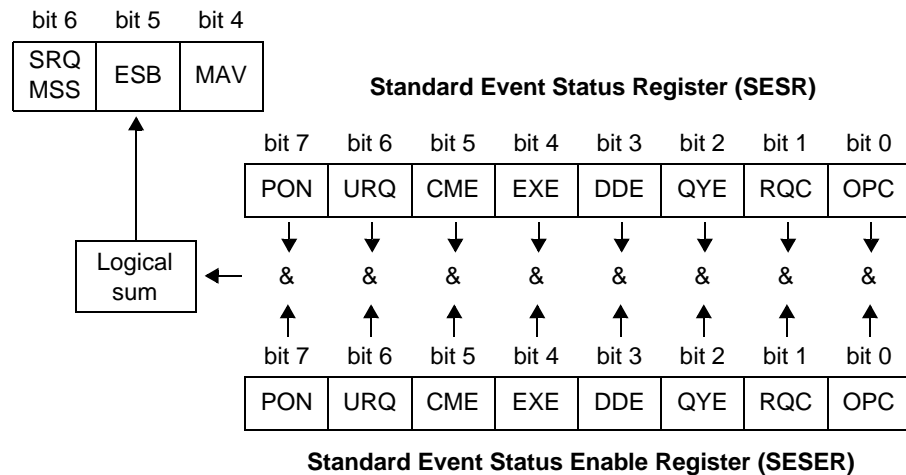 bit 6 bit 5 bit 4
SRQ
MSS
ESB MAV
Standard Event Status Register (SESR)
bit 7 bit 6 bit 5 bit 4 bit 3 bit 2 bit 1 bit 0
PON URQ CME EXE DDE QYE RQC OPC
Logical
sum
& & & & & & & &
bit 7 bit 6 bit 5 bit 4 bit 3 bit 2 bit 1 bit 0
PON URQ CME EXE DDE QYE RQC OPC
Standard Event Status Enable Register (SESER)